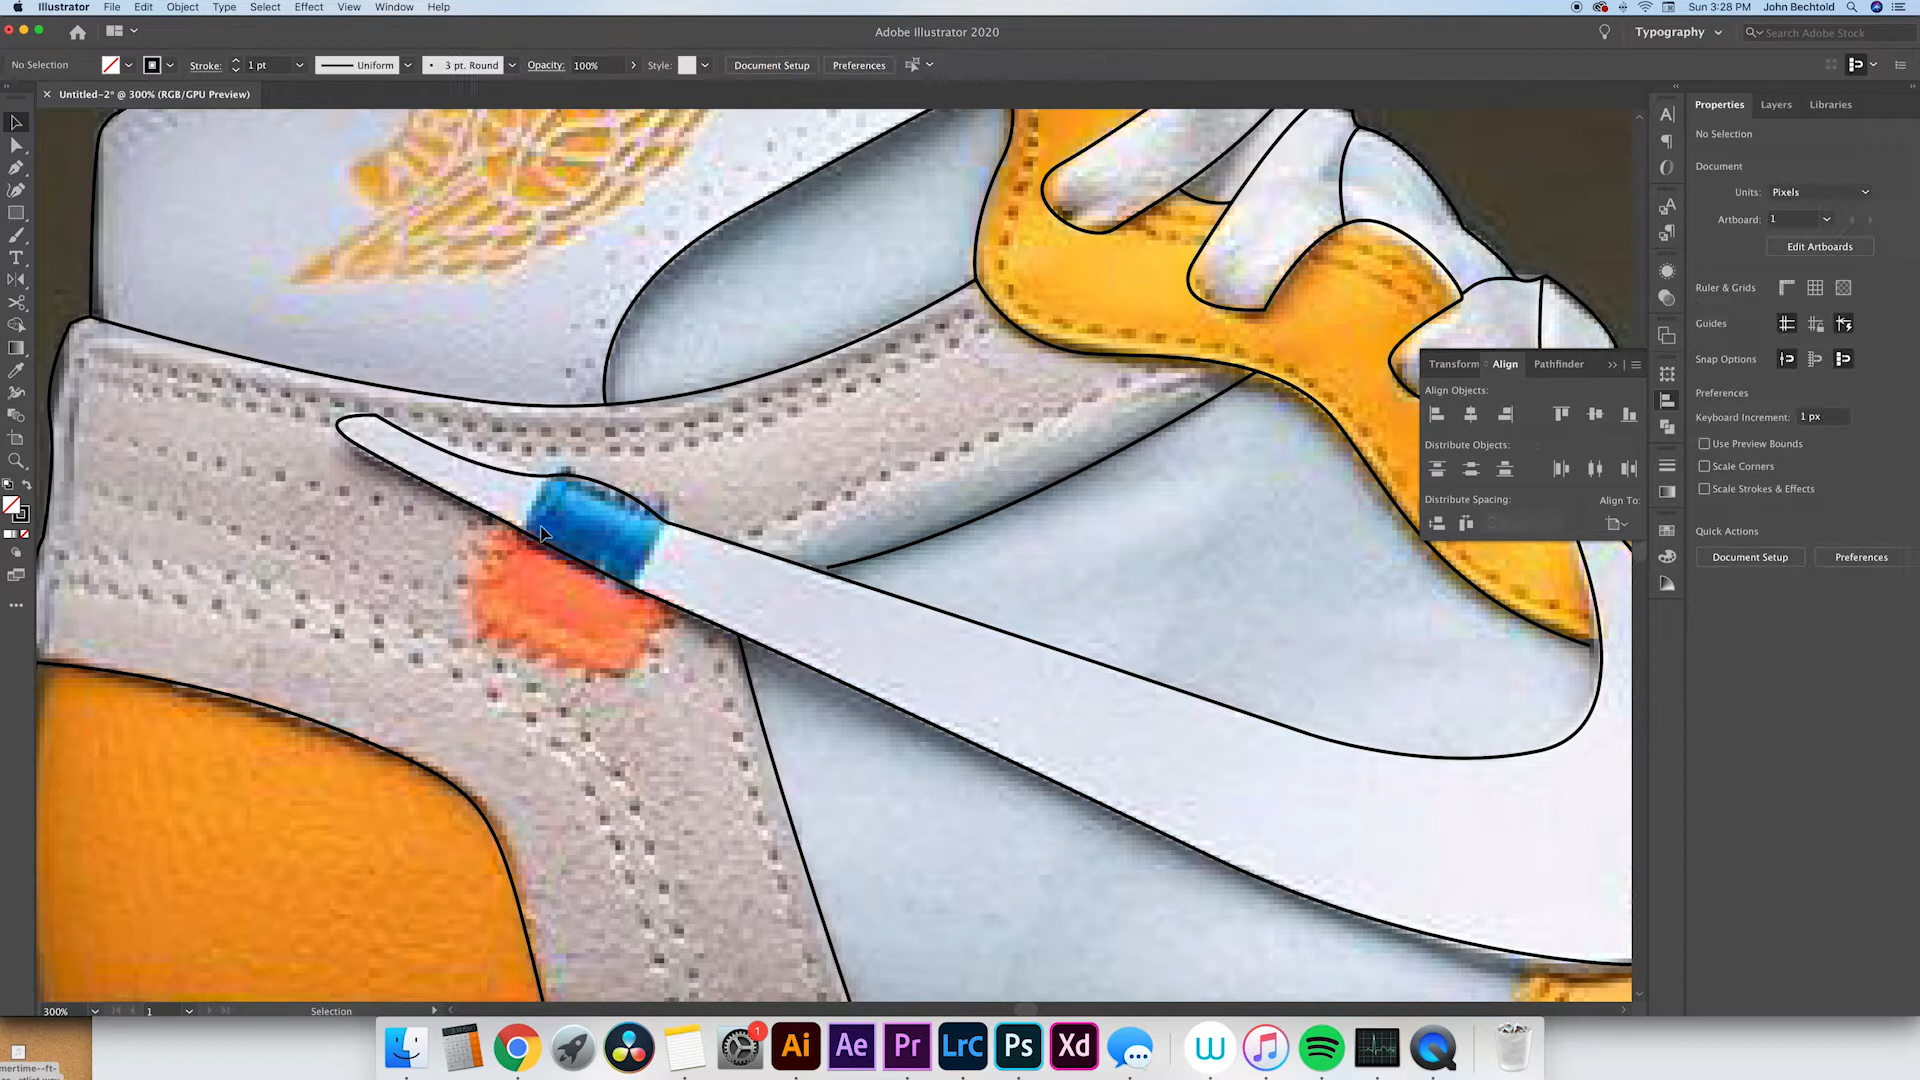 Illustrator File Edit Object Type Select Effect View Window Help
Sun 3:28 PM John Bechtold
Adobe Illustrator 2020
Typography
Search Adobe Stock
No Selection
Stroke: 1 pt
Uniform
3 pt. Round
Opacity: 100%
Style:
Document Setup
Preferences
Untitled-2* @ 300% (RGB/GPU Preview)
Properties Layers Libraries
No Selection
Document
Units: Pixels
Artboard: 1
Edit Artboards
Ruler & Grids
Guides
Snap Options
Preferences
Keyboard Increment: 1 px
Use Preview Bounds
Scale Corners
Scale Strokes & Effects
Quick Actions
Document Setup Preferences
Transform Align Pathfinder
Align Objects:
Distribute Objects:
Distribute Spacing: Align To:
300% 1 Selection
1
Ai Ae Pr LrC Ps Xd